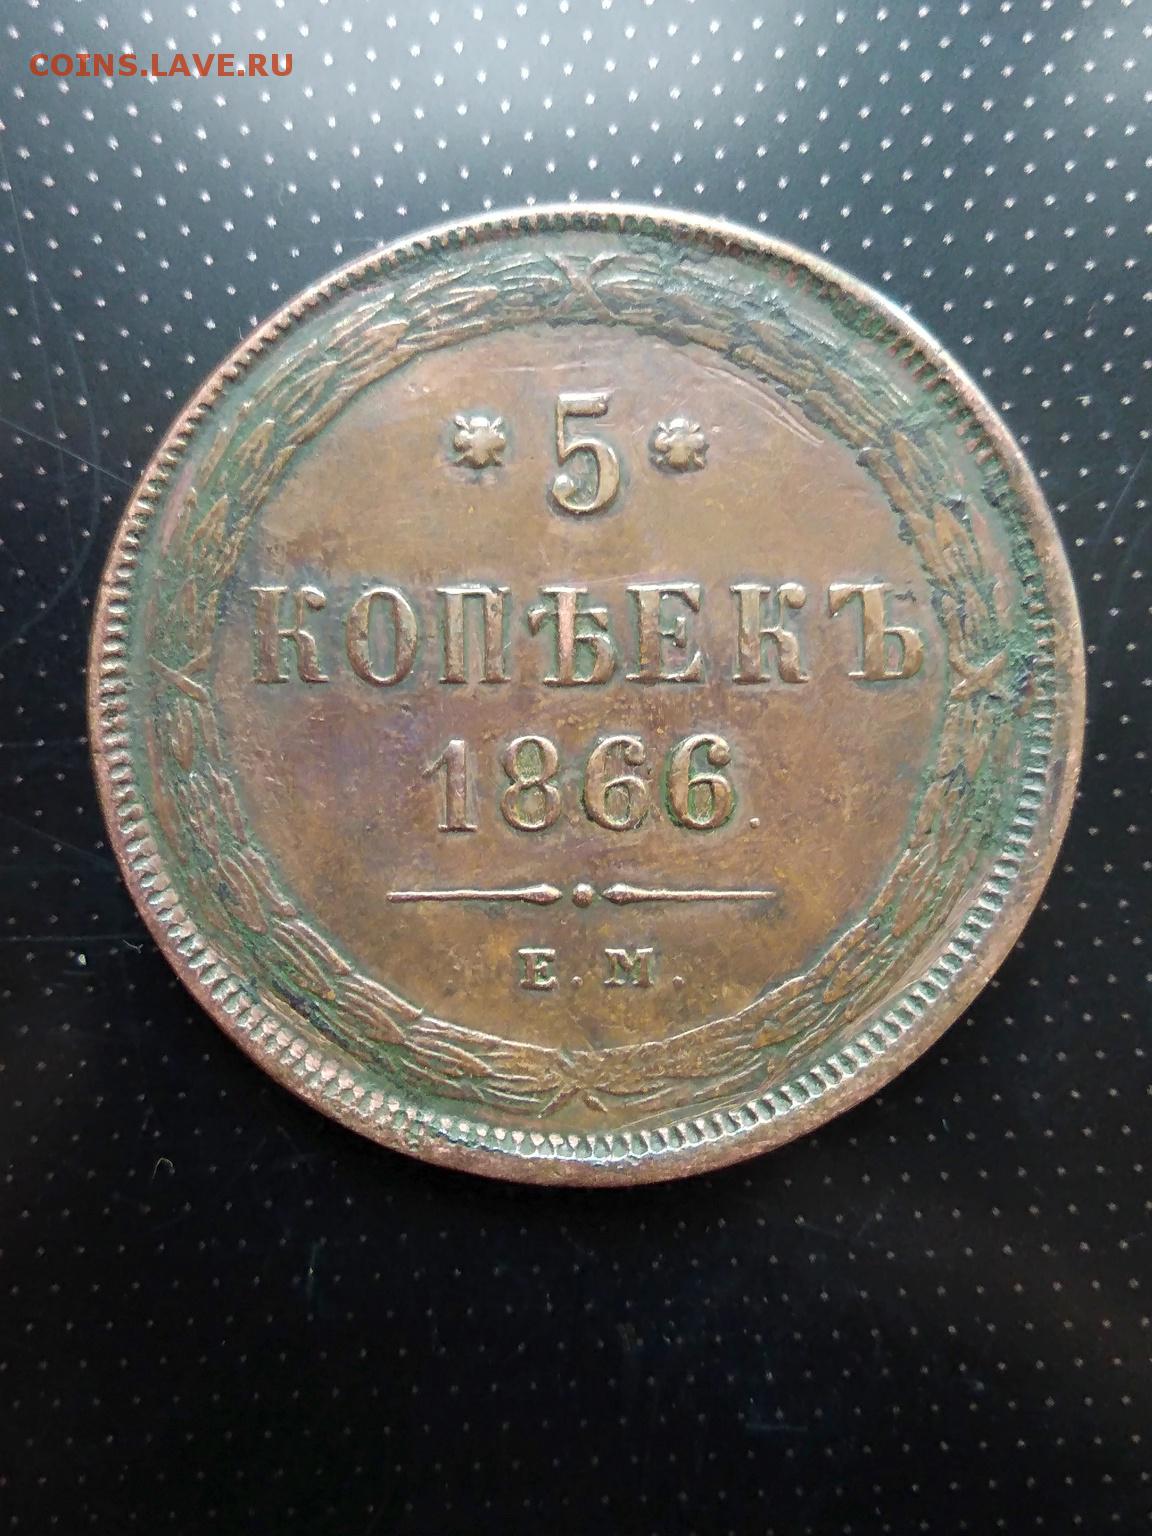 COINS.LAVE.RU
* 5 *
КОПѢЕКЪ
1866.
Е. М.